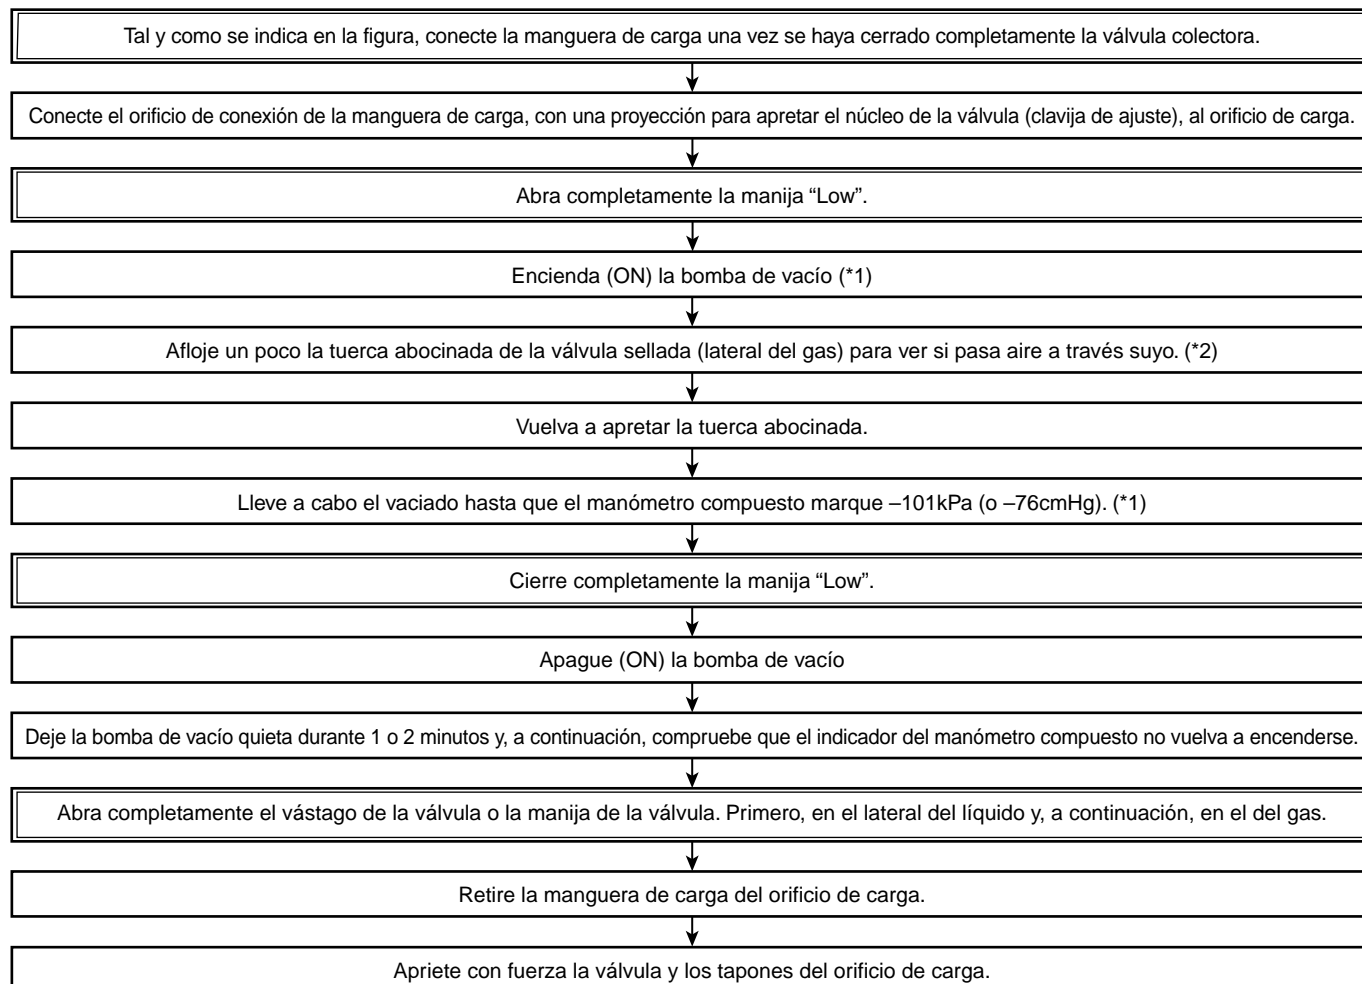 Tal y como se indica en la figura, conecte la manguera de carga una vez se haya cerrado completamente la válvula colectora.
Conecte el orificio de conexión de la manguera de carga, con una proyección para apretar el núcleo de la válvula (clavija de ajuste), al orificio de carga.
Abra completamente la manija “Low”.
Encienda (ON) la bomba de vacío (*1)
Afloje un poco la tuerca abocinada de la válvula sellada (lateral del gas) para ver si pasa aire a través suyo. (*2)
Vuelva a apretar la tuerca abocinada.
Lleve a cabo el vaciado hasta que el manómetro compuesto marque –101kPa (o –76cmHg). (*1)
Cierre completamente la manija “Low”.
Apague (ON) la bomba de vacío
Deje la bomba de vacío quieta durante 1 o 2 minutos y, a continuación, compruebe que el indicador del manómetro compuesto no vuelva a encenderse.
Abra completamente el vástago de la válvula o la manija de la válvula. Primero, en el lateral del líquido y, a continuación, en el del gas.
Retire la manguera de carga del orificio de carga.
Apriete con fuerza la válvula y los tapones del orificio de carga.